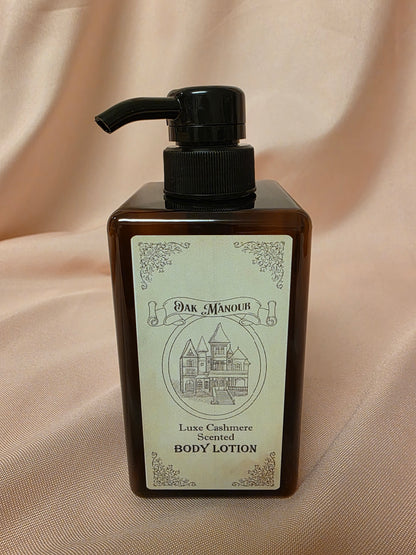 Oak Manour
Luxe Cashmere
Scented
BODY LOTION